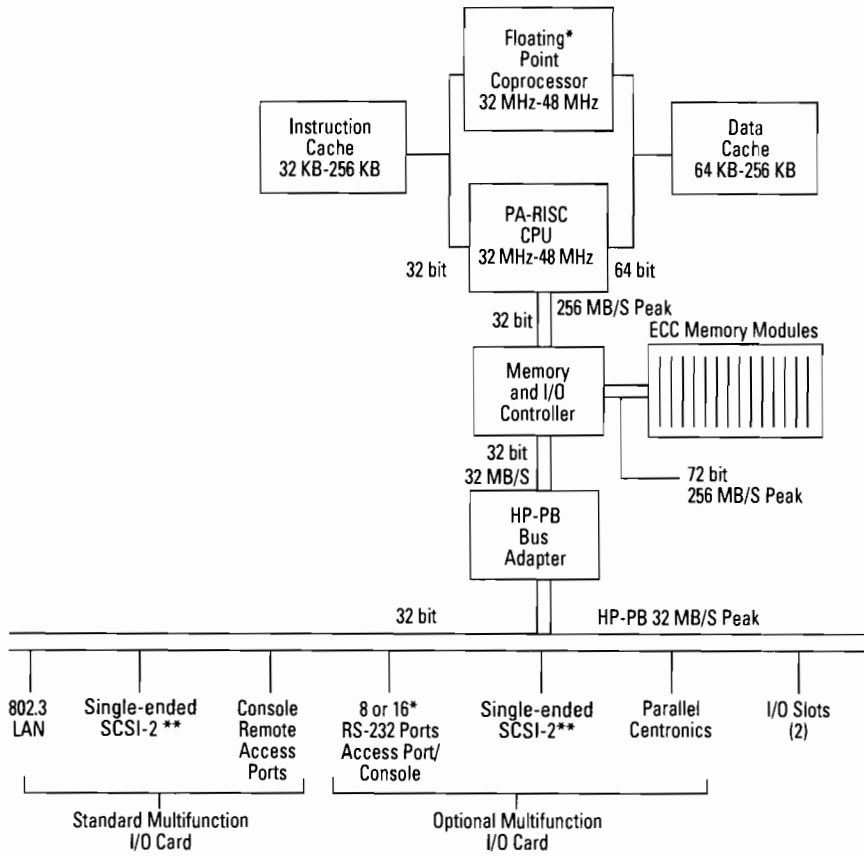 Floating*
Point
Coprocessor
32 MHz-48 MHz
Instruction
Cache
32 KB-256 KB
Data
Cache
64 KB-256 KB
PA-RISC
CPU
32 MHz-48 MHz
32 bit
64 bit
32 bit
256 MB/S Peak
ECC Memory Modules
Memory
and I/O
Controller
32 bit
32 MB/S
72 bit
256 MB/S Peak
HP-PB
Bus
Adapter
32 bit
HP-PB 32 MB/S Peak
802.3
LAN
Single-ended
SCSI-2 **
Console
Remote
Access
Ports
8 or 16*
RS-232 Ports
Access Port/
Console
Single-ended
SCSI-2**
Parallel
Centronics
I/O Slots
(2)
Standard Multifunction
I/O Card
Optional Multifunction
I/O Card